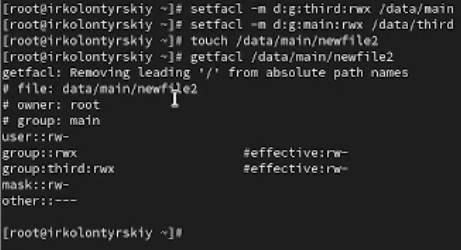 [root@irkolontyrskiy ~]# setfacl -m d:g:third:rwx /data/main
[root@irkolontyrskiy ~]# setfacl -m d:g:main:rwx /data/third
[root@irkolontyrskiy ~]# touch /data/main/newfile2
[root@irkolontyrskiy ~]# getfacl /data/main/newfile2
getfacl: Removing leading '/' from absolute path names
# file: data/main/newfile2
# owner: root
# group: main
user::rw-
group::rwx #effective:rw-
group:third:rwx #effective:rw-
mask::rw-
other::---
[root@irkolontyrskiy ~]#